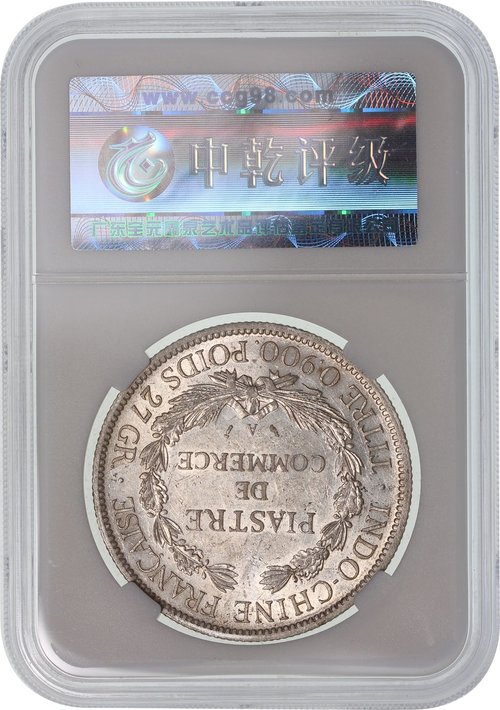 www.ccg98.com
中乾评级
INDO-CHINE FRANÇAISE
PIASTRE
DE
COMMERCE
A
TITRE 0,900. POIDS 27 GR.